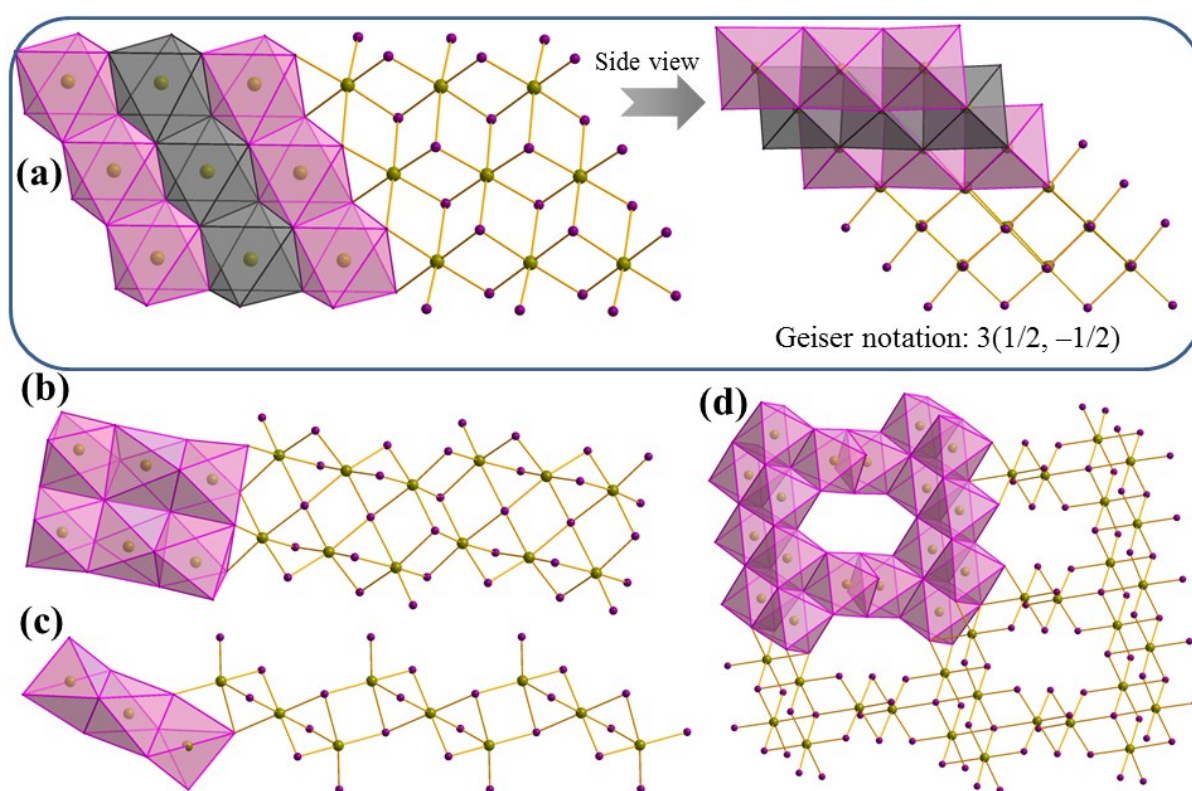 Side view
(a)
Geiser notation: 3(1/2, –1/2)
(b)
(d)
(c)